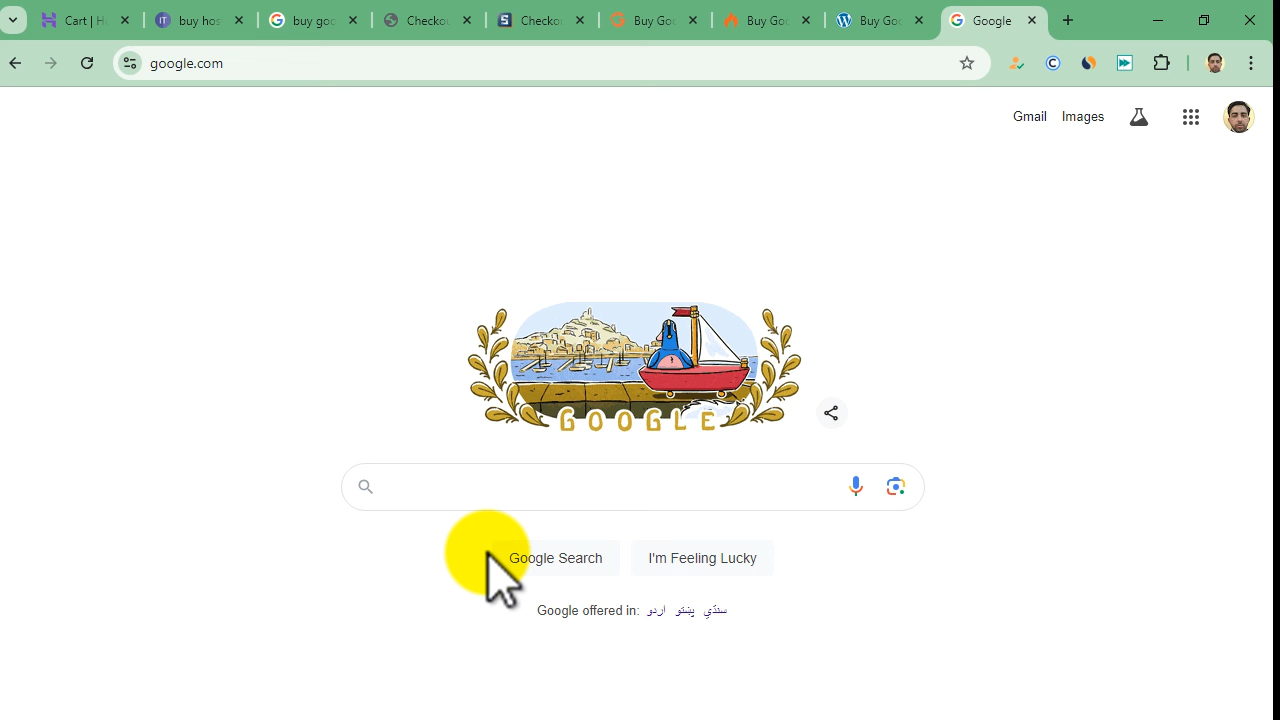 Cart | Hu
buy hos
buy goo
Checkou
Checkou
Buy Goo
Buy Goo
Buy Goo
Google
google.com
Gmail Images
GOOGLE
Google Search
I'm Feeling Lucky
Google offered in: اردو پښتو سنڌي